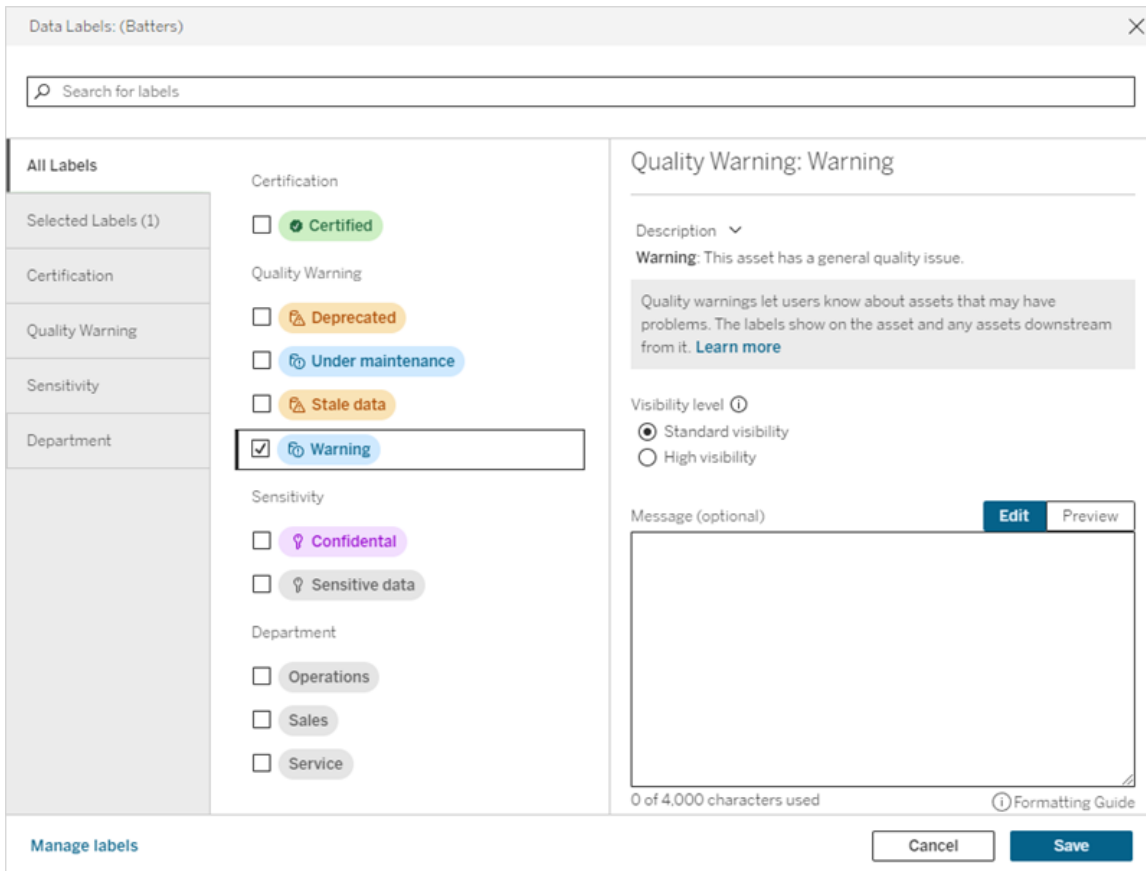 Data Labels: (Batters)
Search for labels
All Labels
Selected Labels (1)
Certification
Quality Warning
Sensitivity
Department
Certification
Certified
Quality Warning
Deprecated
Under maintenance
Stale data
Warning
Sensitivity
Confidental
Sensitive data
Department
Operations
Sales
Service
Quality Warning: Warning
Description
Warning: This asset has a general quality issue.
Quality warnings let users know about assets that may have
problems. The labels show on the asset and any assets downstream
from it. Learn more
Visibility level
Standard visibility
High visibility
Message (optional)
Edit Preview
0 of 4,000 characters used
Formatting Guide
Manage labels
Cancel
Save